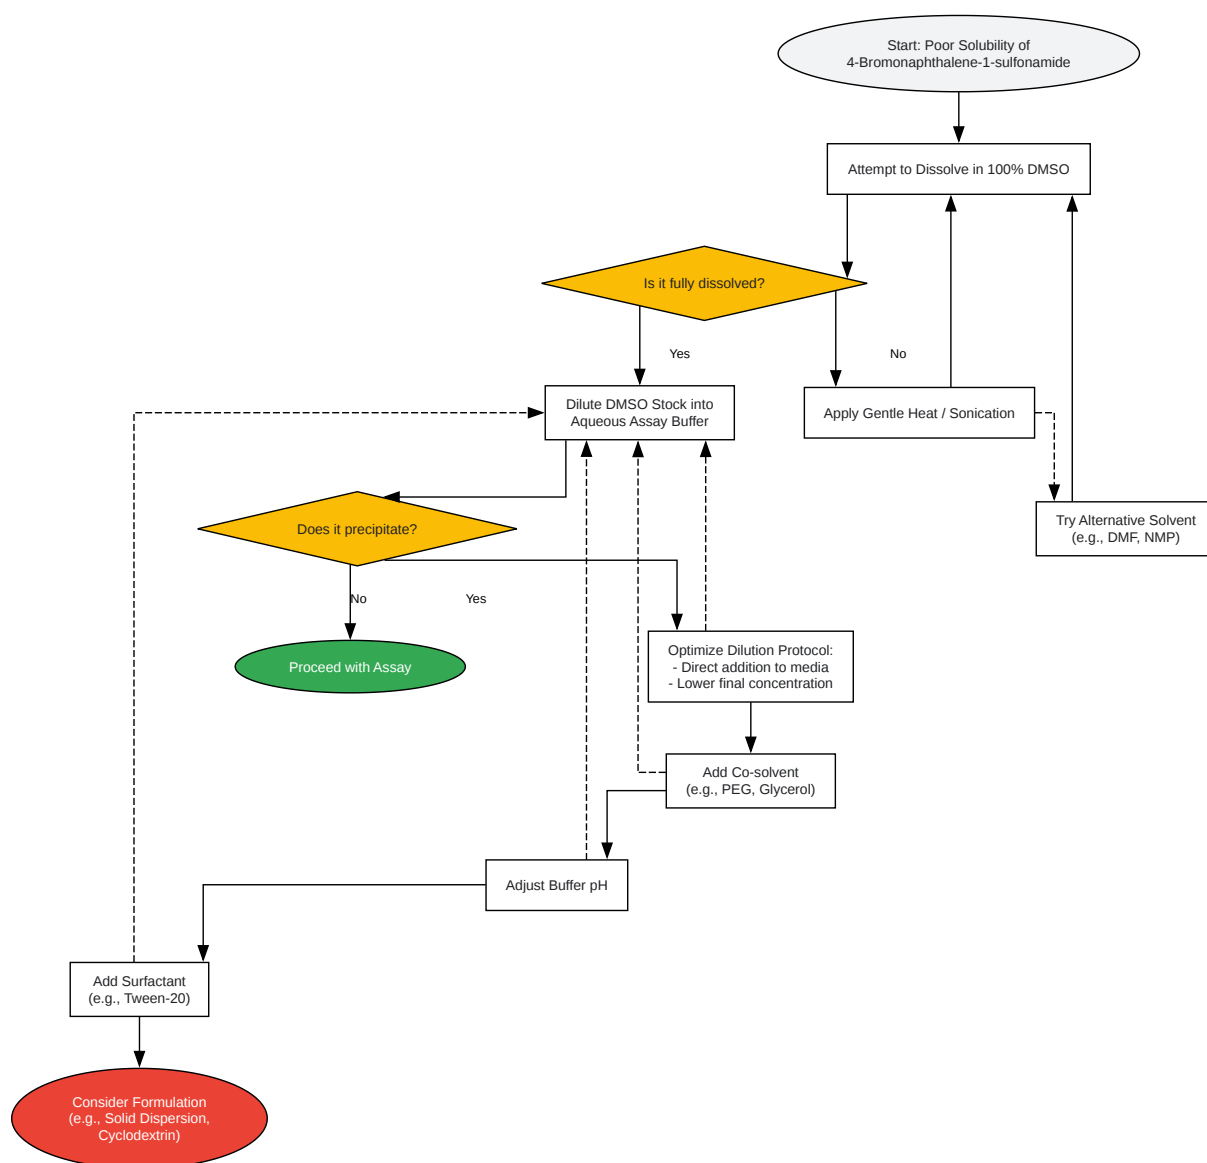 Start: Poor Solubility of
4-Bromonaphthalene-1-sulfonamide
Attempt to Dissolve in 100% DMSO
Is it fully dissolved?
Yes
No
Dilute DMSO Stock into
Aqueous Assay Buffer
Apply Gentle Heat / Sonication
Try Alternative Solvent
(e.g., DMF, NMP)
Does it precipitate?
No
Yes
Proceed with Assay
Optimize Dilution Protocol:
- Direct addition to media
- Lower final concentration
Add Co-solvent
(e.g., PEG, Glycerol)
Adjust Buffer pH
Add Surfactant
(e.g., Tween-20)
Consider Formulation
(e.g., Solid Dispersion,
Cyclodextrin)